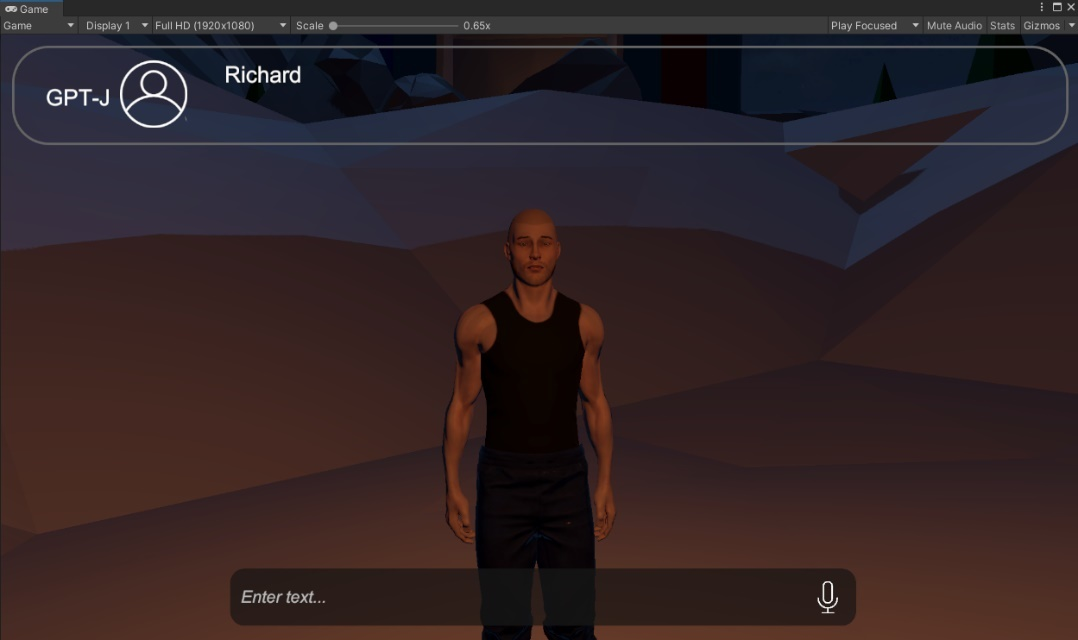 Game
Game Display 1 Full HD (1920x1080) Scale 0.65x Play Focused Mute Audio Stats Gizmos
Richard
GPT-J
Enter text...